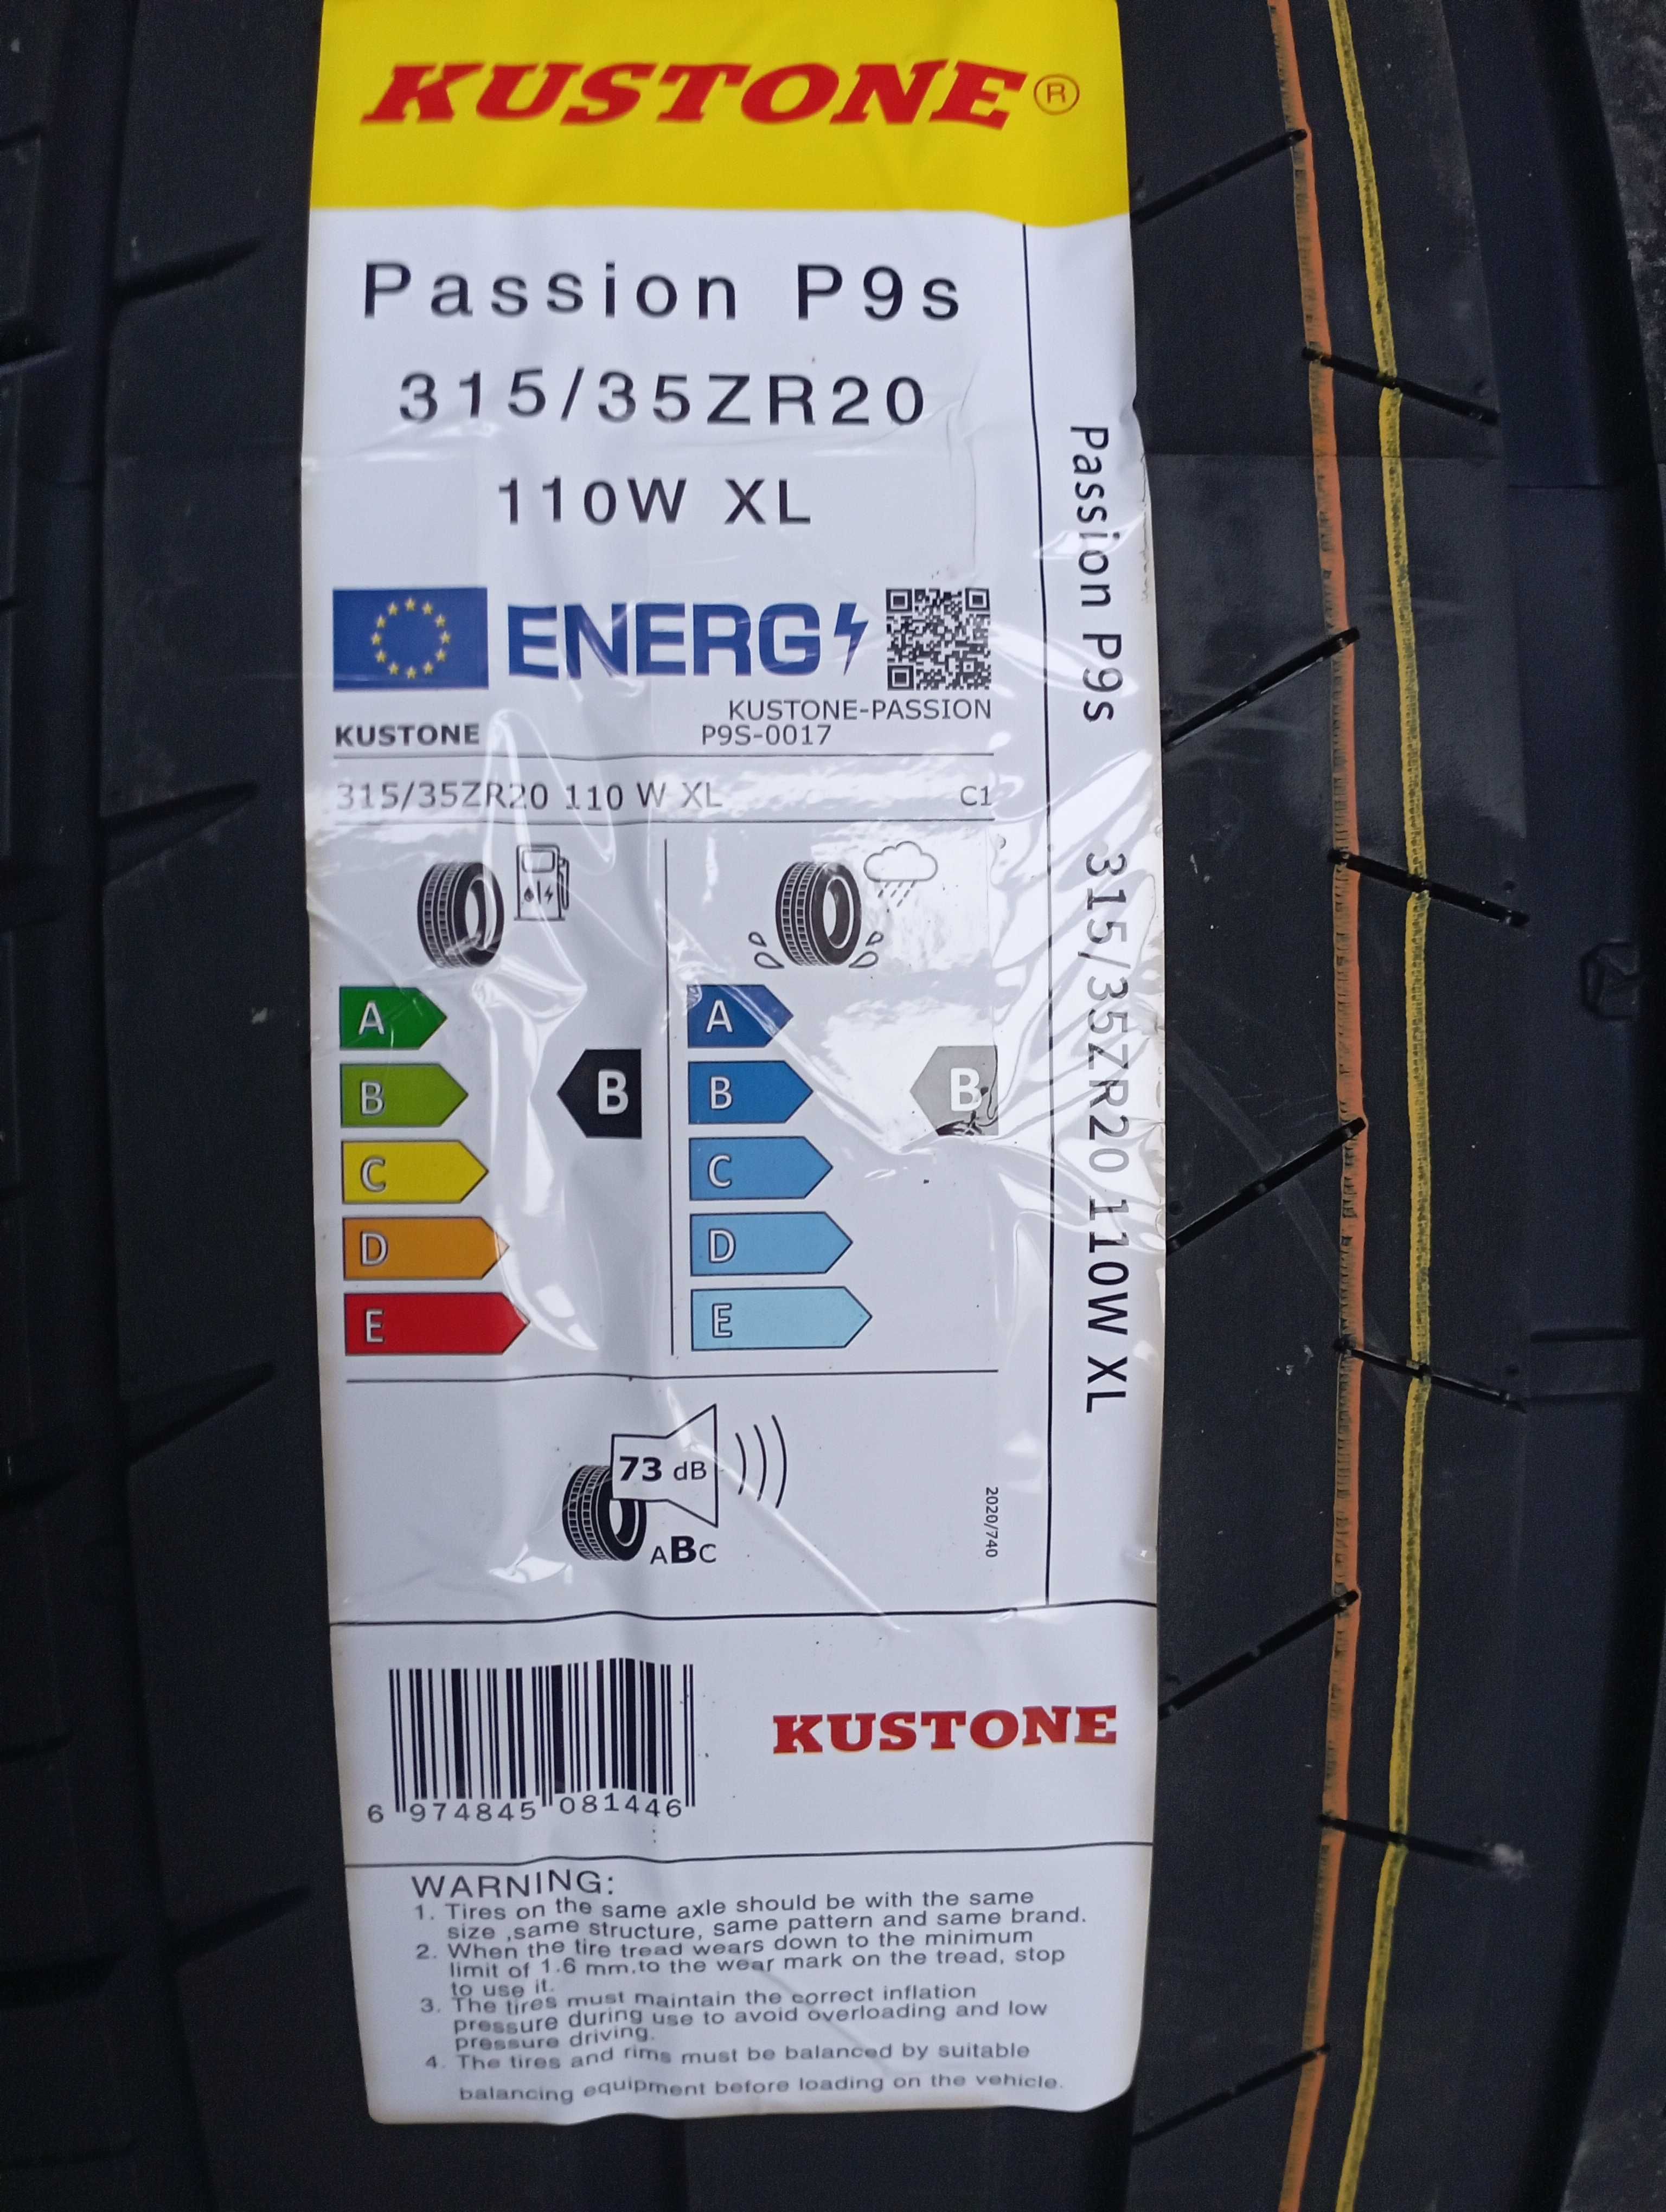 KUSTONE®
Passion P9s
315/35ZR20
110W XL
ENERG
KUSTONE-PASSION
KUSTONE P9S-0017
315/35ZR20 110 W XL C1
A A
B B B B
C C
D D
E E
73 dB
ABC
2020/740
Passion P9s 315/35ZR20 110W XL
6 974845 081446
KUSTONE
WARNING:
1. Tires on the same axle should be with the same
size ,same structure, same pattern and same brand.
2. When the tire tread wears down to the minimum
limit of 1.6 mm.to the wear mark on the tread, stop
to use it.
3. The tires must maintain the correct inflation
pressure during use to avoid overloading and low
pressure driving.
4. The tires and rims must be balanced by suitable
balancing equipment before loading on the vehicle.